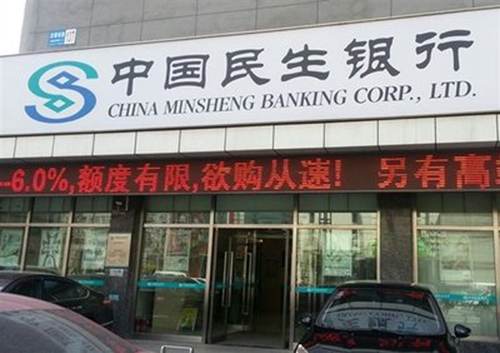 中国民生银行
CHINA MINSHENG BANKING CORP., LTD.
--6.0%,额度有限,欲购从速! 另有高